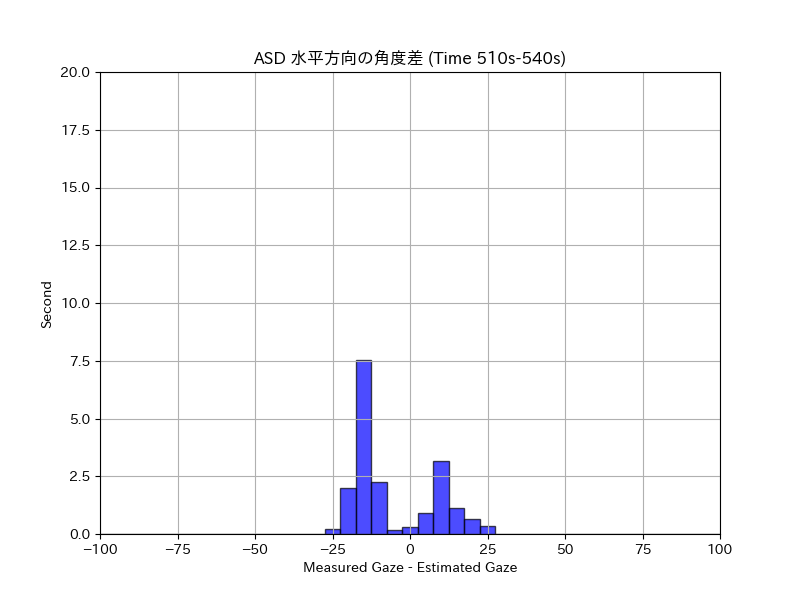 ASD 水平方向の角度差 (Time 510s-540s)
20.0
17.5
15.0
12.5
10.0
7.5
5.0
2.5
0.0
Second
−100 −75 −50 −25 0 25 50 75 100
Measured Gaze - Estimated Gaze